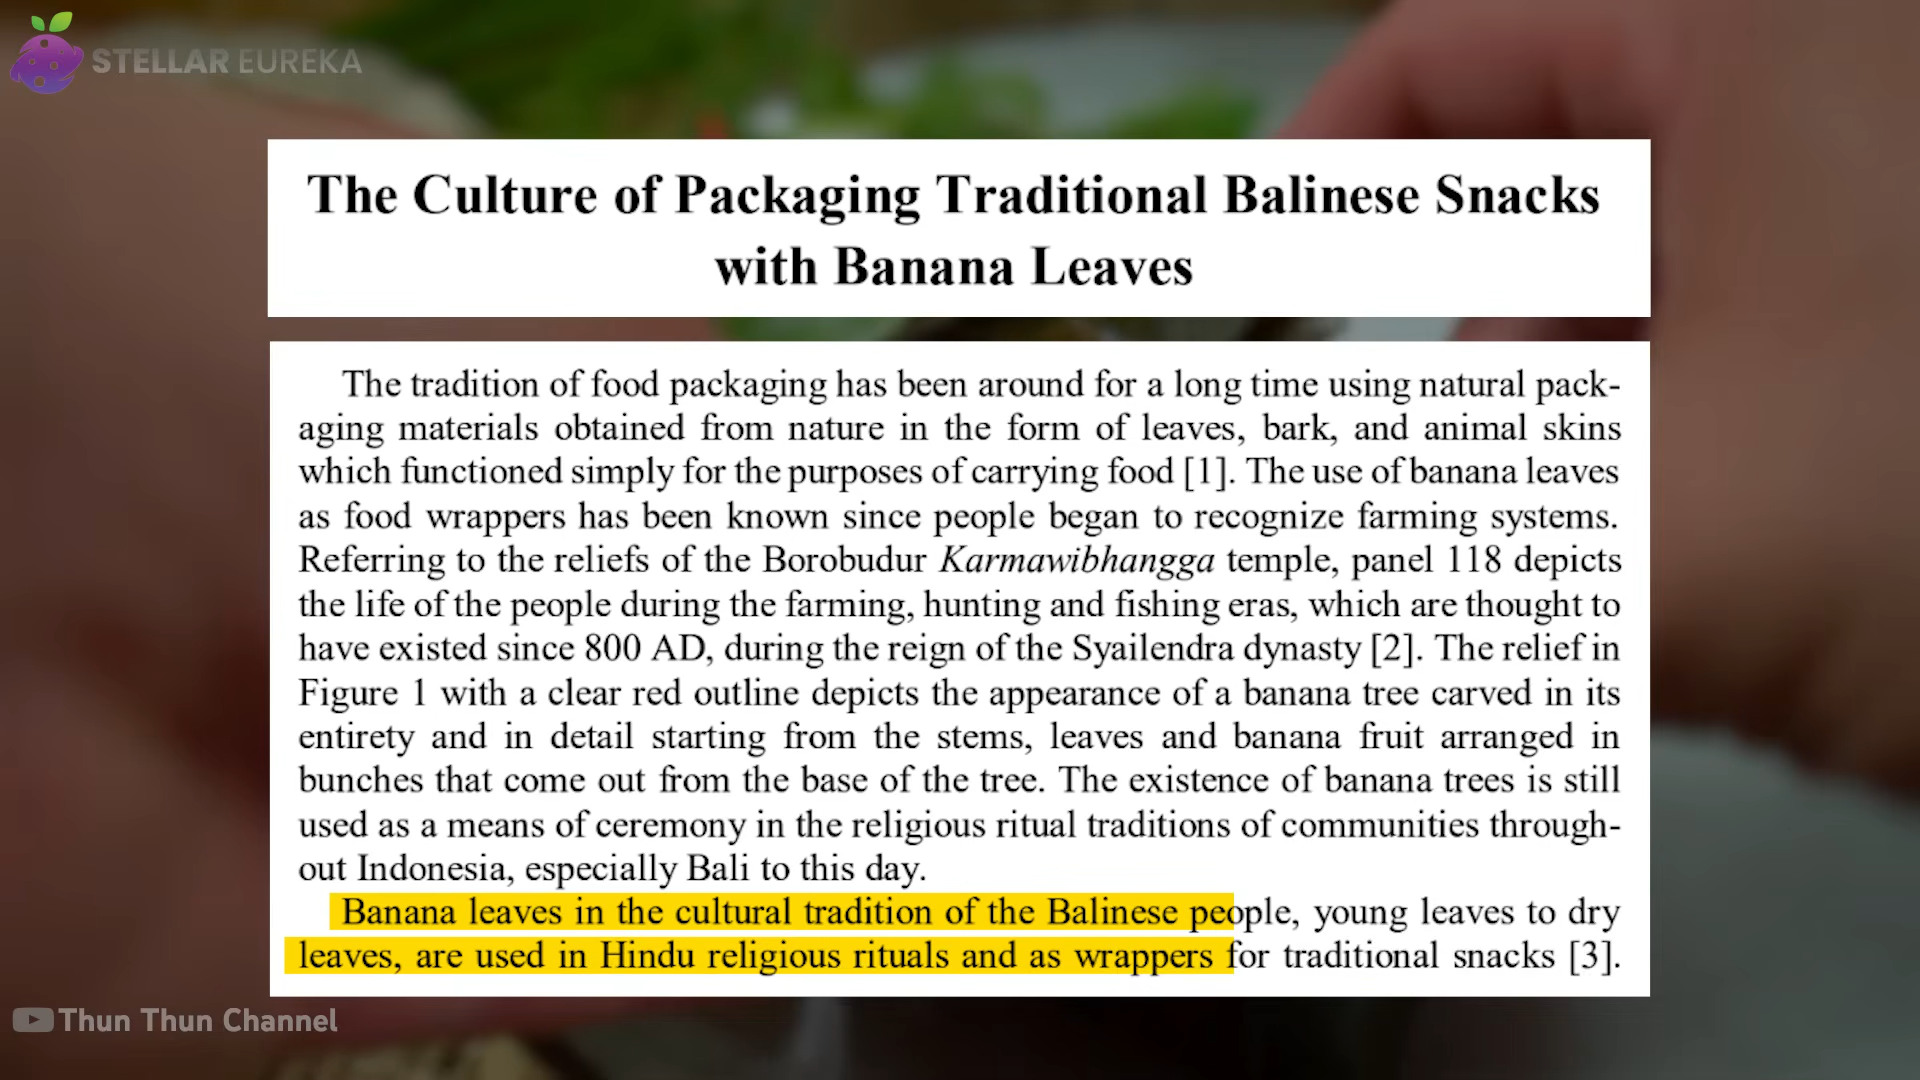 STELLAR EUREKA
The Culture of Packaging Traditional Balinese Snacks
with Banana Leaves
The tradition of food packaging has been around for a long time using natural pack-
aging materials obtained from nature in the form of leaves, bark, and animal skins
which functioned simply for the purposes of carrying food [1]. The use of banana leaves
as food wrappers has been known since people began to recognize farming systems.
Referring to the reliefs of the Borobudur Karmawibhangga temple, panel 118 depicts
the life of the people during the farming, hunting and fishing eras, which are thought to
have existed since 800 AD, during the reign of the Syailendra dynasty [2]. The relief in
Figure 1 with a clear red outline depicts the appearance of a banana tree carved in its
entirety and in detail starting from the stems, leaves and banana fruit arranged in
bunches that come out from the base of the tree. The existence of banana trees is still
used as a means of ceremony in the religious ritual traditions of communities through-
out Indonesia, especially Bali to this day.
Banana leaves in the cultural tradition of the Balinese people, young leaves to dry
leaves, are used in Hindu religious rituals and as wrappers for traditional snacks [3].
Thun Thun Channel